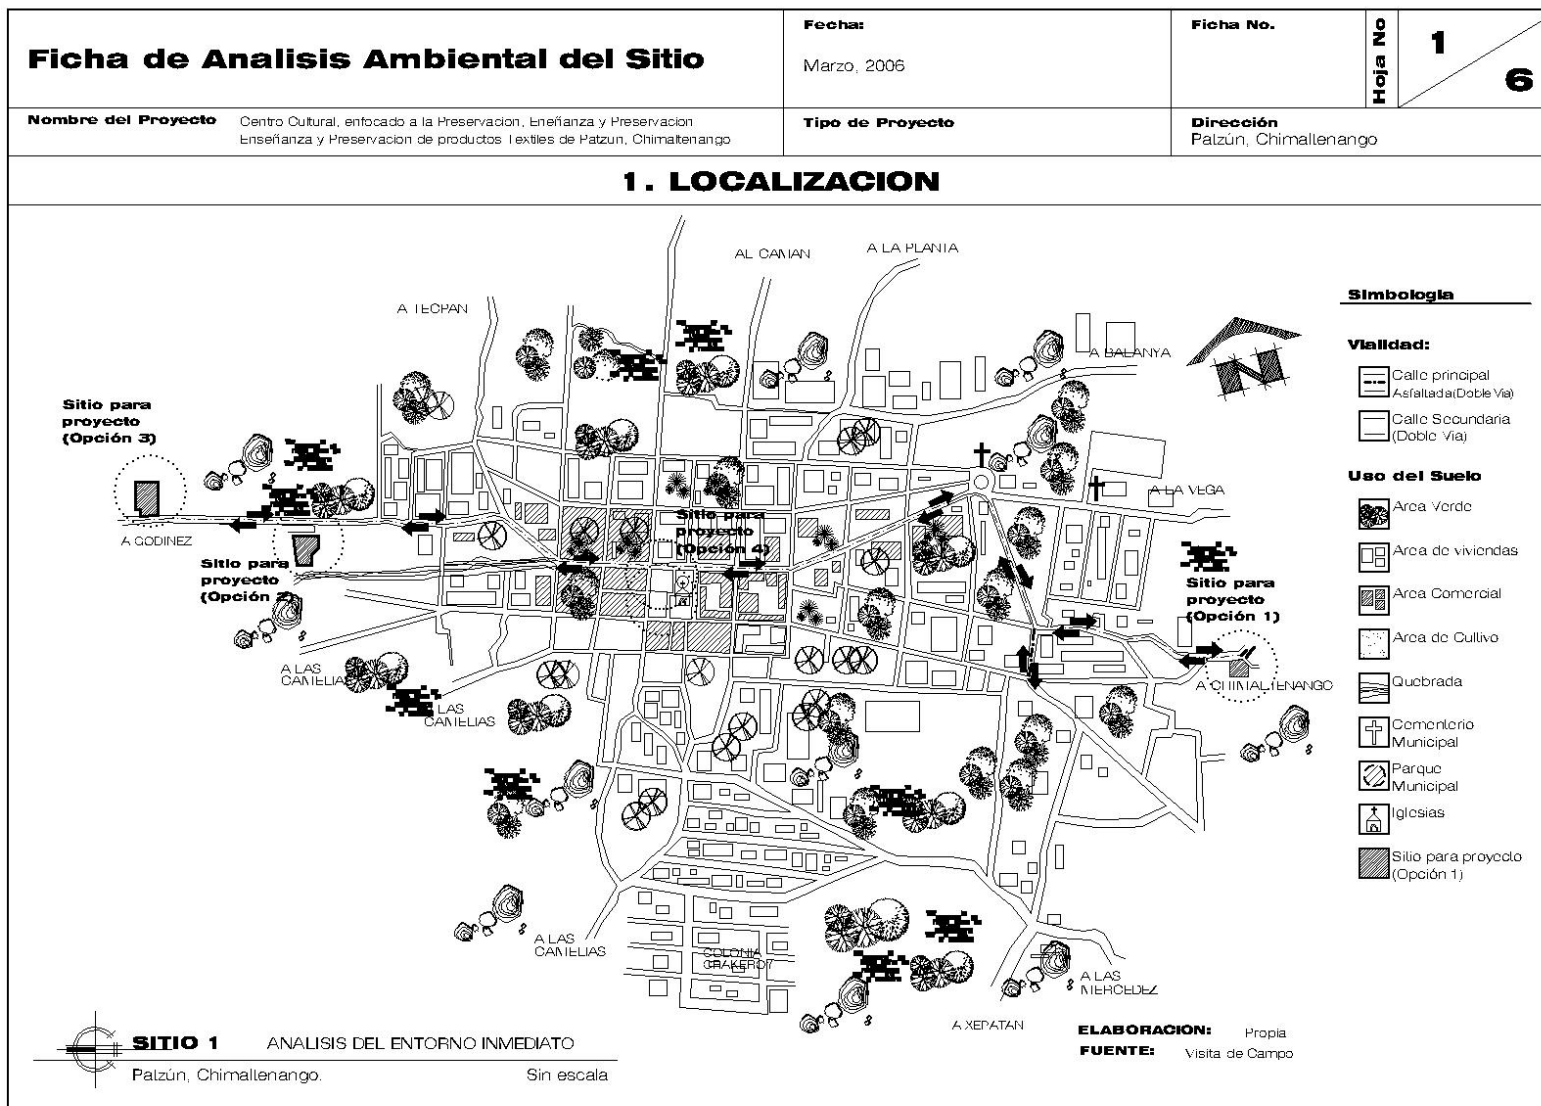 Ficha de Analisis Ambiental del Sitio
Fecha:
Marzo, 2006
Ficha No.
Hoja No
1
6
Nombre del Proyecto
Centro Cultural, enfocado a la Preservacion, Eneñanza y Preservacion
Enseñanza y Preservacion de productos Textiles de Patzun, Chimaltenango
Tipo de Proyecto
Dirección
Patzún, Chimaltenango
1. LOCALIZACION
A LA PLANTA
AL CAMAN
A TECPAN
A BALANYA
Sitio para
proyecto
(Opción 3)
A GODINEZ
Sitio para
proyecto
(Opción 2)
Sitio para
proyecto
(Opción 4)
A LA VEGA
Sitio para
proyecto
(Opción 1)
A CHIMALTENANGO
A LAS
CAMELIAS
LAS
CAMELIAS
A LAS
CAMELIAS
COLONIA
A LAS
MERCEDEZ
A XEPATAN
N
Simbologia
Vialidad:
Calle principal
Asfaltada(Doble Via)
Calle Secundaria
(Doble Via)
Uso del Suelo
Area Verde
Area de viviendas
Area Comercial
Area de Cultivo
Quebrada
Cementerio
Municipal
Parque
Municipal
Iglesias
Sitio para proyecto
(Opción 1)
SITIO 1 ANALISIS DEL ENTORNO INMEDIATO
Patzún, Chimaltenango. Sin escala
ELABORACION: Propia
FUENTE: Visita de Campo